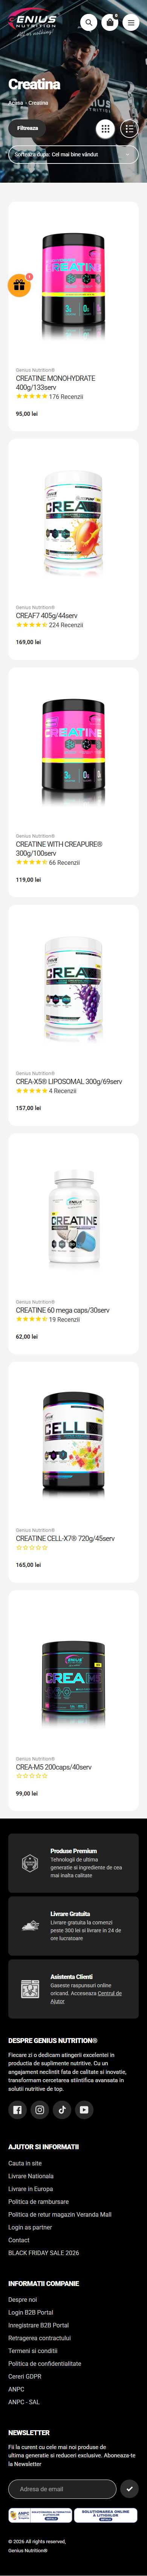 GENIUS
NUTRITION
Creatina
Acasa Creatina
Filtreaza
Sorteaza dupa: Cel mai bine vândut
1
Genius Nutrition®
CREATINE MONOHYDRATE
400g/133serv
176 Recenzii
95,00 lei
Genius Nutrition®
CREAF7 405g/44serv
224 Recenzii
169,00 lei
Genius Nutrition®
CREATINE WITH CREAPURE®
300g/100serv
66 Recenzii
119,00 lei
Genius Nutrition®
CREA-X5® LIPOSOMAL 300g/69serv
4 Recenzii
157,00 lei
CREATINE
Genius Nutrition®
CREATINE 60 mega caps/30serv
19 Recenzii
62,00 lei
Genius Nutrition®
CREATINE CELL-X7® 720g/45serv
165,00 lei
Genius Nutrition®
CREA-M5 200caps/40serv
99,00 lei
Produse Premium
Tehnologii de ultima
generatie si ingrediente de cea
mai inalta calitate
Livrare Gratuita
Livrare gratuita la comenzi
peste 300 lei si livrare in 24 de
ore lucratoare
Asistenta Clienti
Gaseste raspunsuri online
oricand. Acceseaza Centrul de
Ajutor
DESPRE GENIUS NUTRITION®
Fiecare zi o dedicam atingerii excelentei in
productia de suplimente nutritive. Cu un
angajament neclintit fata de calitate si inovatie,
transformam cercetarea stiintifica avansata in
solutii nutritive de top.
AJUTOR SI INFORMATII
Cauta in site
Livrare Nationala
Livrare in Europa
Politica de rambursare
Politica de retur magazin Veranda Mall
Login as partner
Contact
BLACK FRIDAY SALE 2026
INFORMATII COMPANIE
Despre noi
Login B2B Portal
Inregistrare B2B Portal
Retragerea contractului
Termeni si conditii
Politica de confidentialitate
Cereri GDPR
ANPC
ANPC - SAL
NEWSLETTER
Fii la curent cu cele mai noi produse de
ultima generatie si reduceri exclusive. Aboneaza-te
la Newsletter
Adresa de email
© 2026 All rights reserved,
Genius Nutrition®